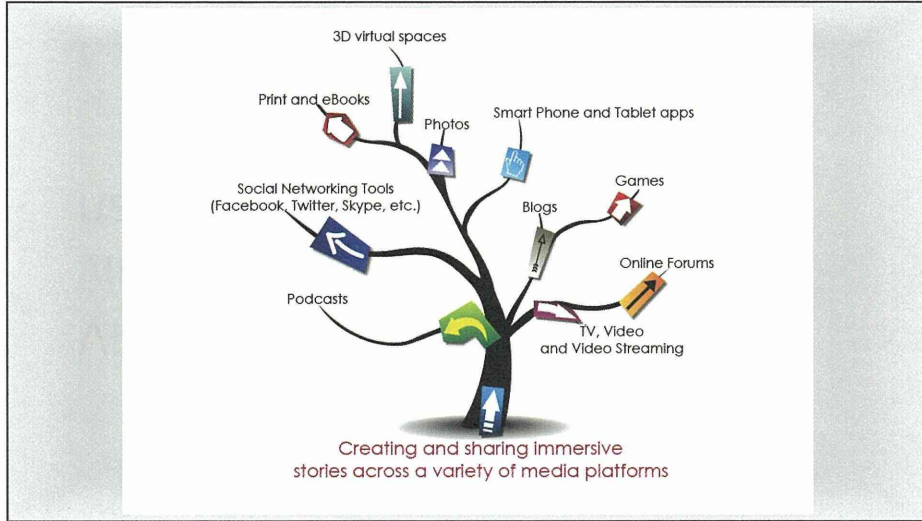 3D virtual spaces
Print and eBooks
Photos
Smart Phone and Tablet apps
Social Networking Tools
(Facebook, Twitter, Skype, etc.)
Blogs
Games
Online Forums
Podcasts
TV, Video
and Video Streaming
Creating and sharing immersive
stories across a variety of media platforms